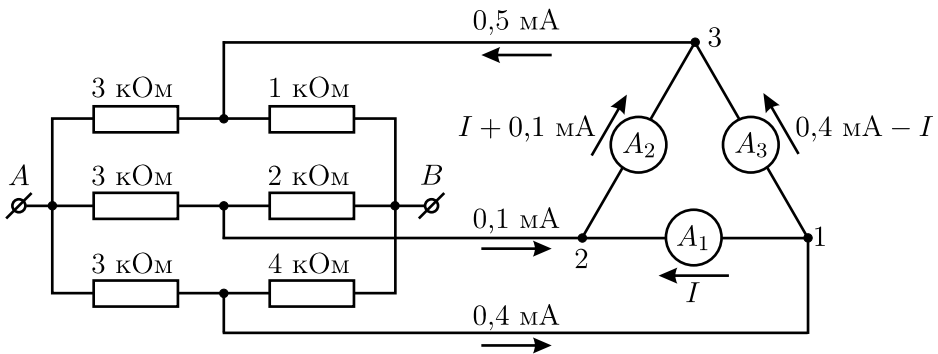 0,5 мА
3
3 кОм
1 кОм
I + 0,1 мА
A₂
A₃
0,4 мА − I
A
3 кОм
2 кОм
B
0,1 мА
A₁
1
2
3 кОм
4 кОм
I
0,4 мА